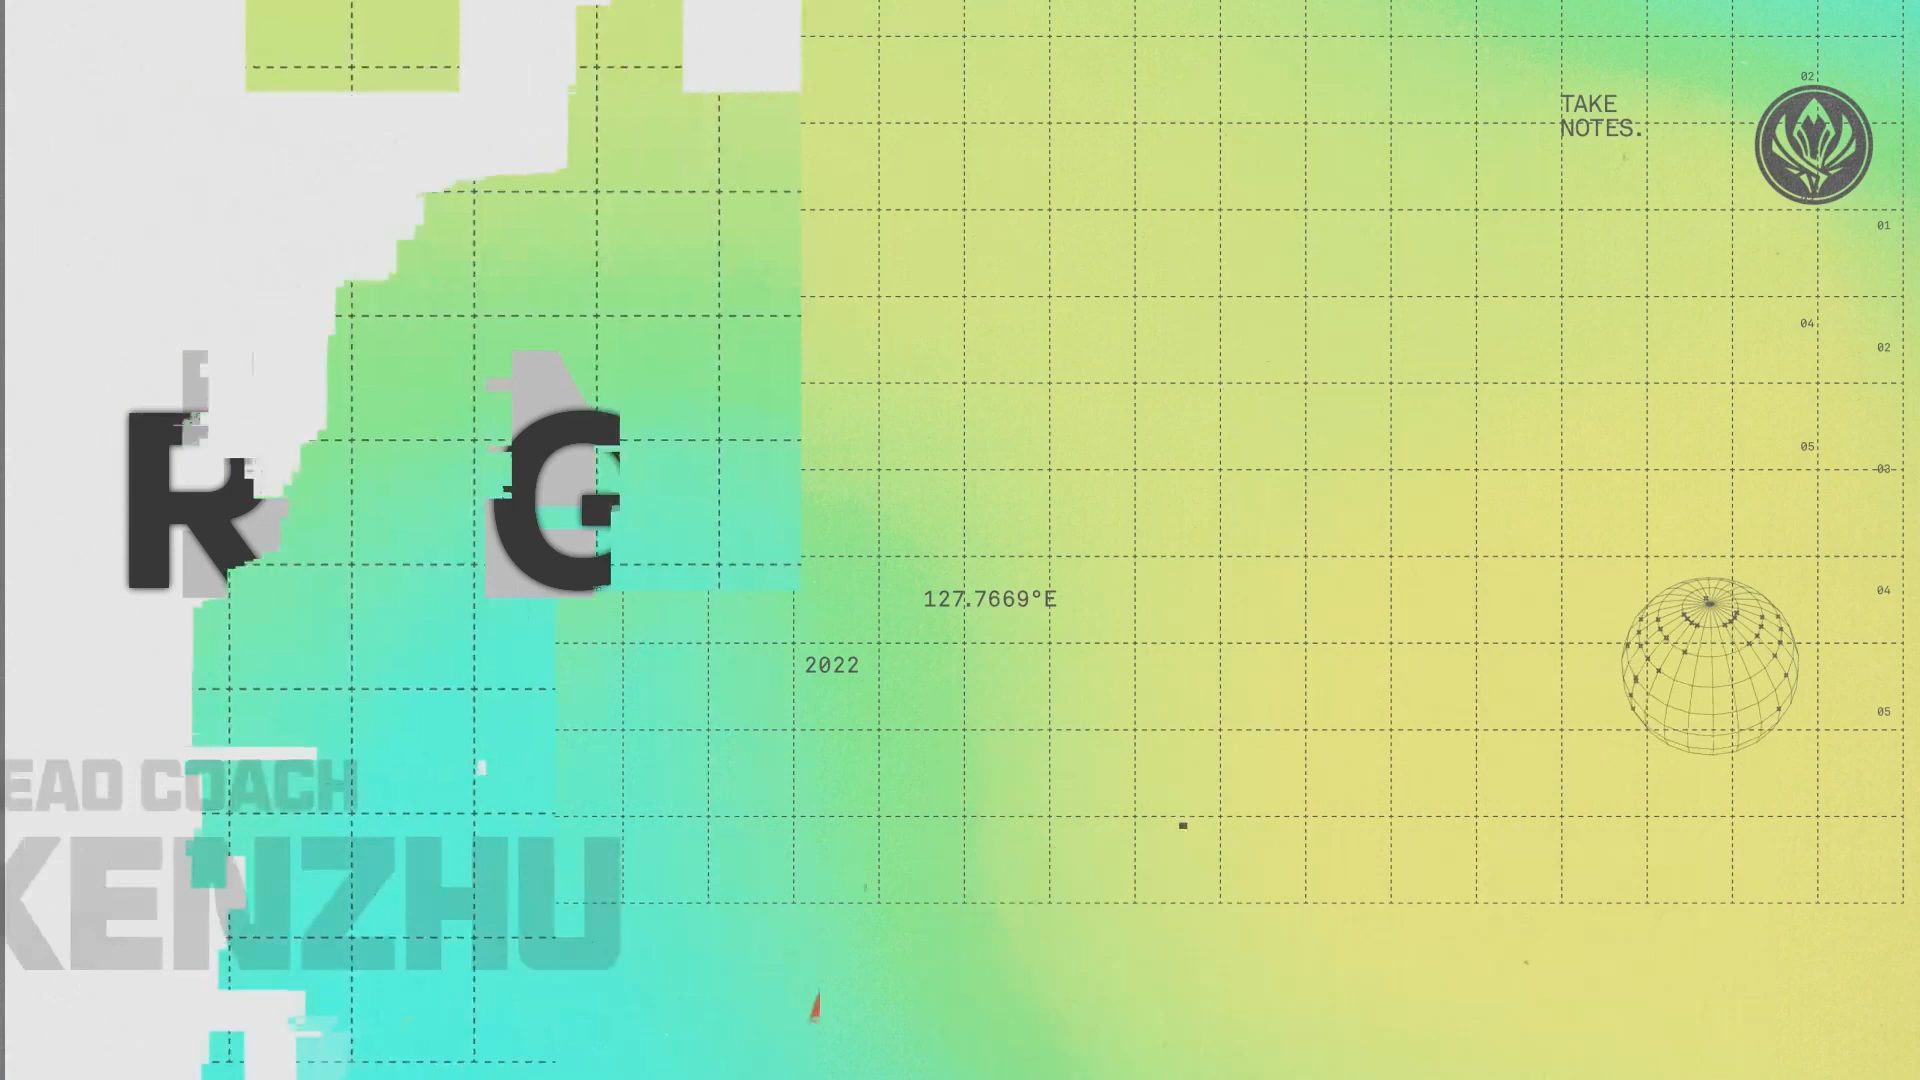 02
TAKE
NOTES.
01
04
02
R G
05
03
127.7669°E
04
2022
05
EAD COACH
KENZHU